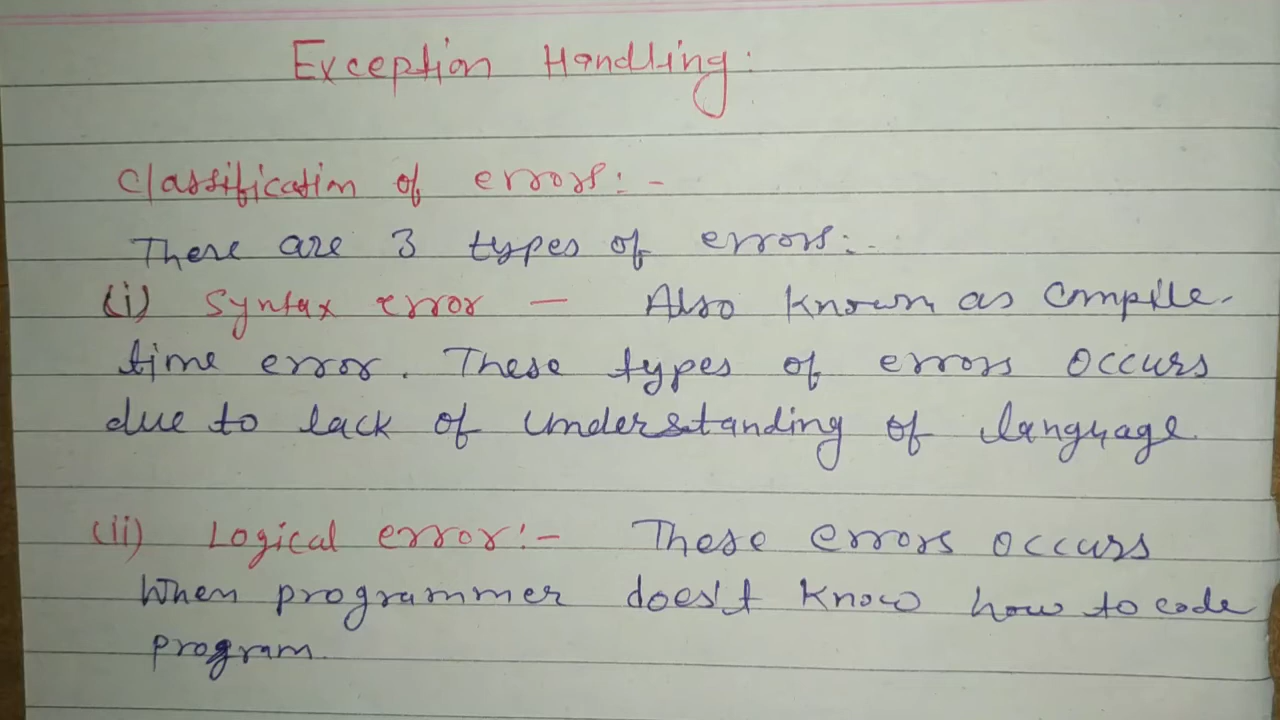 Exception Handling:
Classification of errors: -
There are 3 types of errors: -
(i) Syntax error - Also known as Compile-
time error. These types of errors occurs
due to lack of understanding of language
(ii) Logical error: - These errors occurs
When programmer does't know how to code
program.